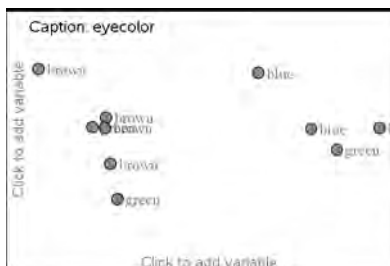 Caption: eyecolor
brown
blue
brown
brown
blue
green
brown
green
Click to add variable
Click to add variable